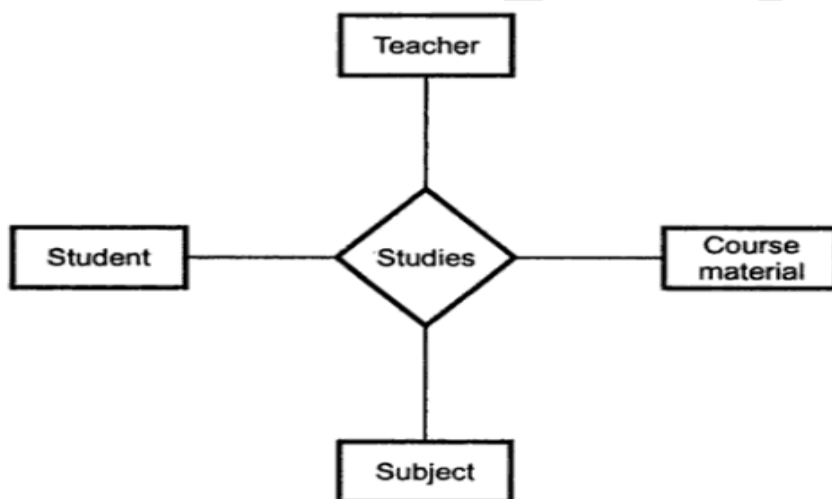 Teacher
Student
Studies
Course
material
Subject